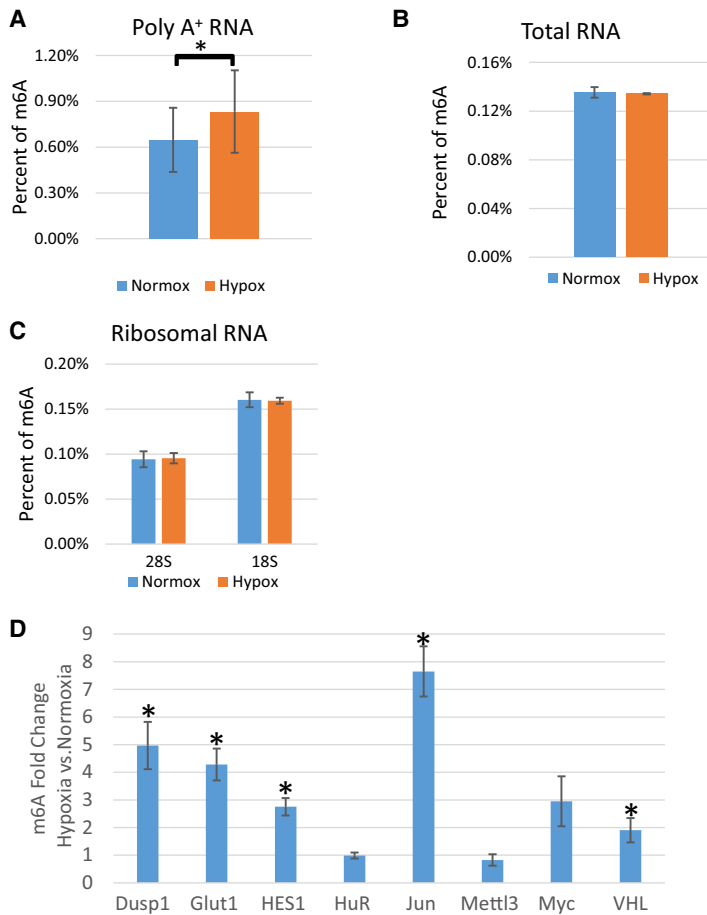 A
Poly A+ RNA
*
Percent of m6A
1.20%
0.90%
0.60%
0.30%
0.00%
Normox Hypox
B
Total RNA
Percent of m6A
0.16%
0.12%
0.08%
0.04%
0.00%
Normox Hypox
C
Ribosomal RNA
Percent of m6A
0.20%
0.15%
0.10%
0.05%
0.00%
28S 18S
Normox Hypox
D
m6A Fold Change
Hypoxia vs.Normoxia
9
8
7
6
5
4
3
2
1
0
* * * * *
Dusp1 Glut1 HES1 HuR Jun Mettl3 Myc VHL